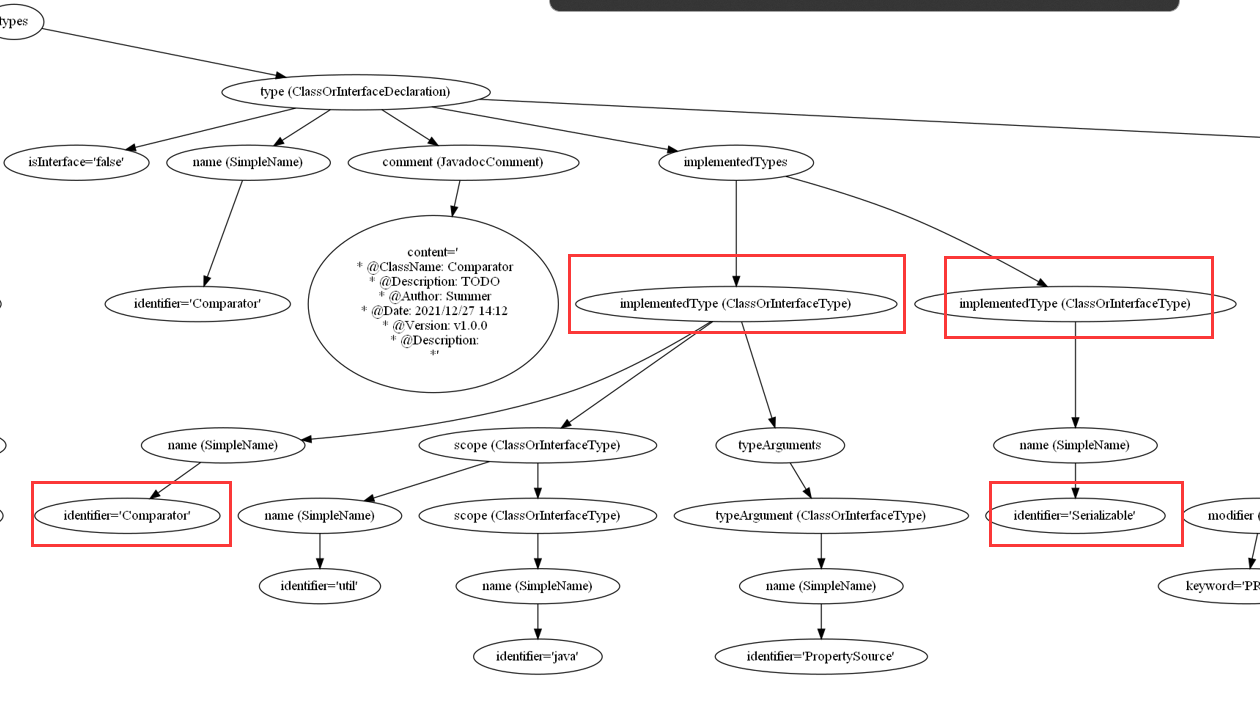 types
type (ClassOrInterfaceDeclaration)
isInterface='false'
name (SimpleName)
comment (JavadocComment)
implementedTypes
content='
* @ClassName: Comparator
* @Description: TODO
* @Author: Summer
* @Date: 2021/12/27 14:12
* @Version: v1.0.0
* @Description:
*'
identifier='Comparator'
implementedType (ClassOrInterfaceType)
implementedType (ClassOrInterfaceType)
name (SimpleName)
scope (ClassOrInterfaceType)
typeArguments
name (SimpleName)
identifier='Comparator'
name (SimpleName)
scope (ClassOrInterfaceType)
typeArgument (ClassOrInterfaceType)
identifier='Serializable'
modifier (
identifier='util'
name (SimpleName)
name (SimpleName)
keyword='PR
identifier='java'
identifier='PropertySource'